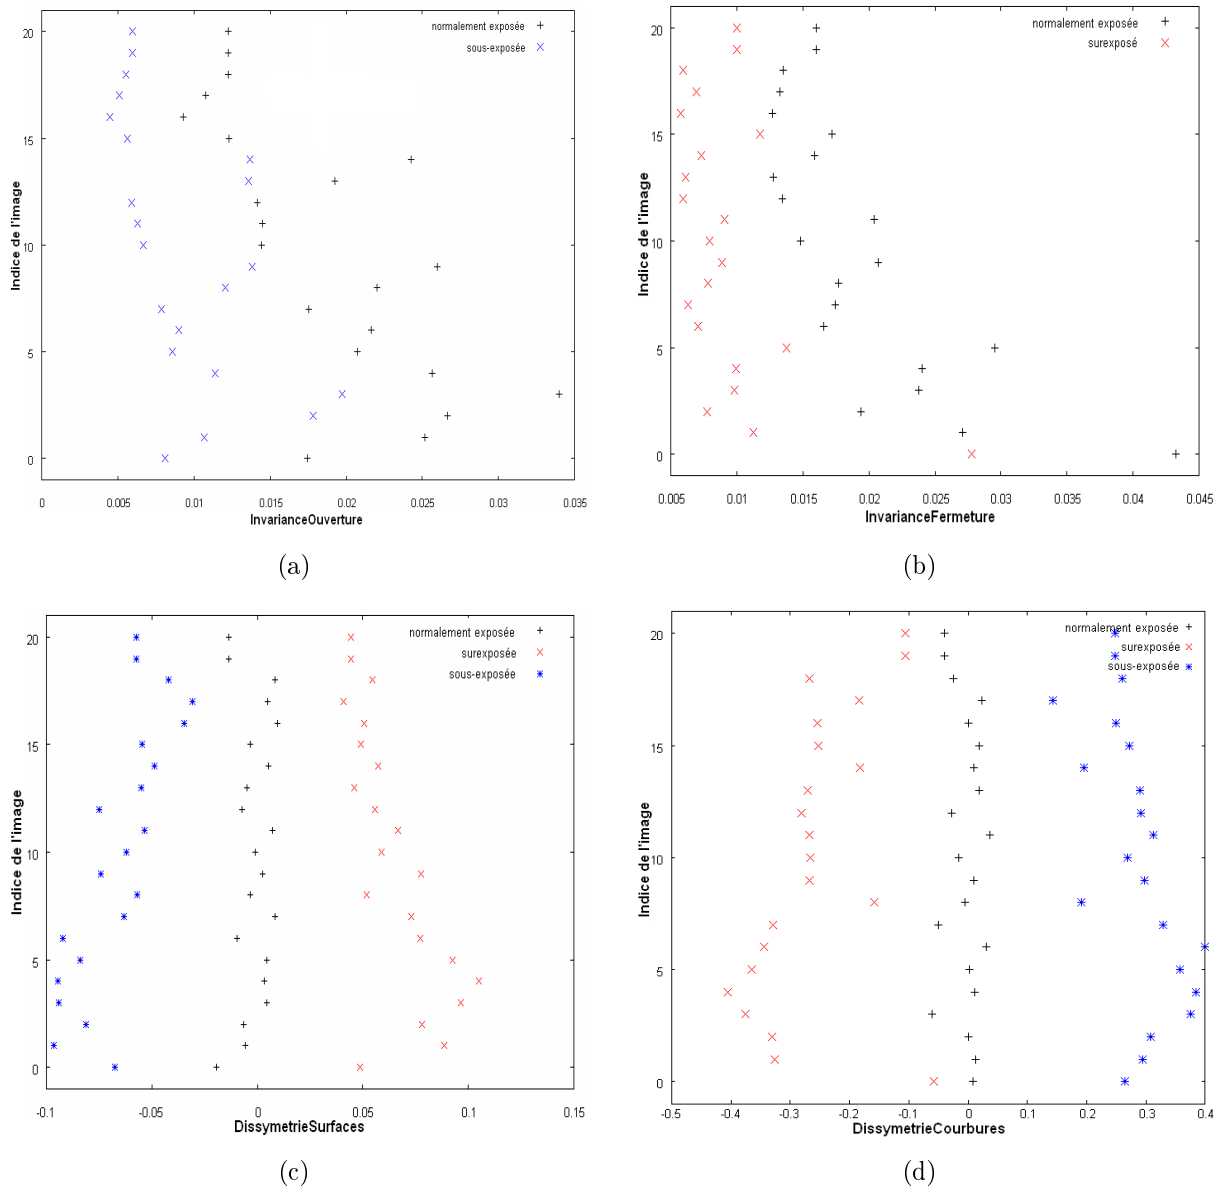 normalement exposée
sous-exposée
20
15
10
5
0
Indice de l'image
0 0.005 0.01 0.015 0.02 0.025 0.03 0.035
InvarianceOuverture
(a)
normalement exposée
surexposé
20
15
10
5
0
Indice de l'image
0.005 0.01 0.015 0.02 0.025 0.03 0.035 0.04 0.045
InvarianceFermeture
(b)
normalement exposée
surexposée
sous-exposée
20
15
10
5
0
Indice de l'image
-0.1 -0.05 0 0.05 0.1 0.15
DissymetrieSurfaces
(c)
normalement exposée
surexposée
sous-exposée
20
15
10
5
0
Indice de l'image
-0.5 -0.4 -0.3 -0.2 -0.1 0 0.1 0.2 0.3 0.4
DissymetrieCourbures
(d)